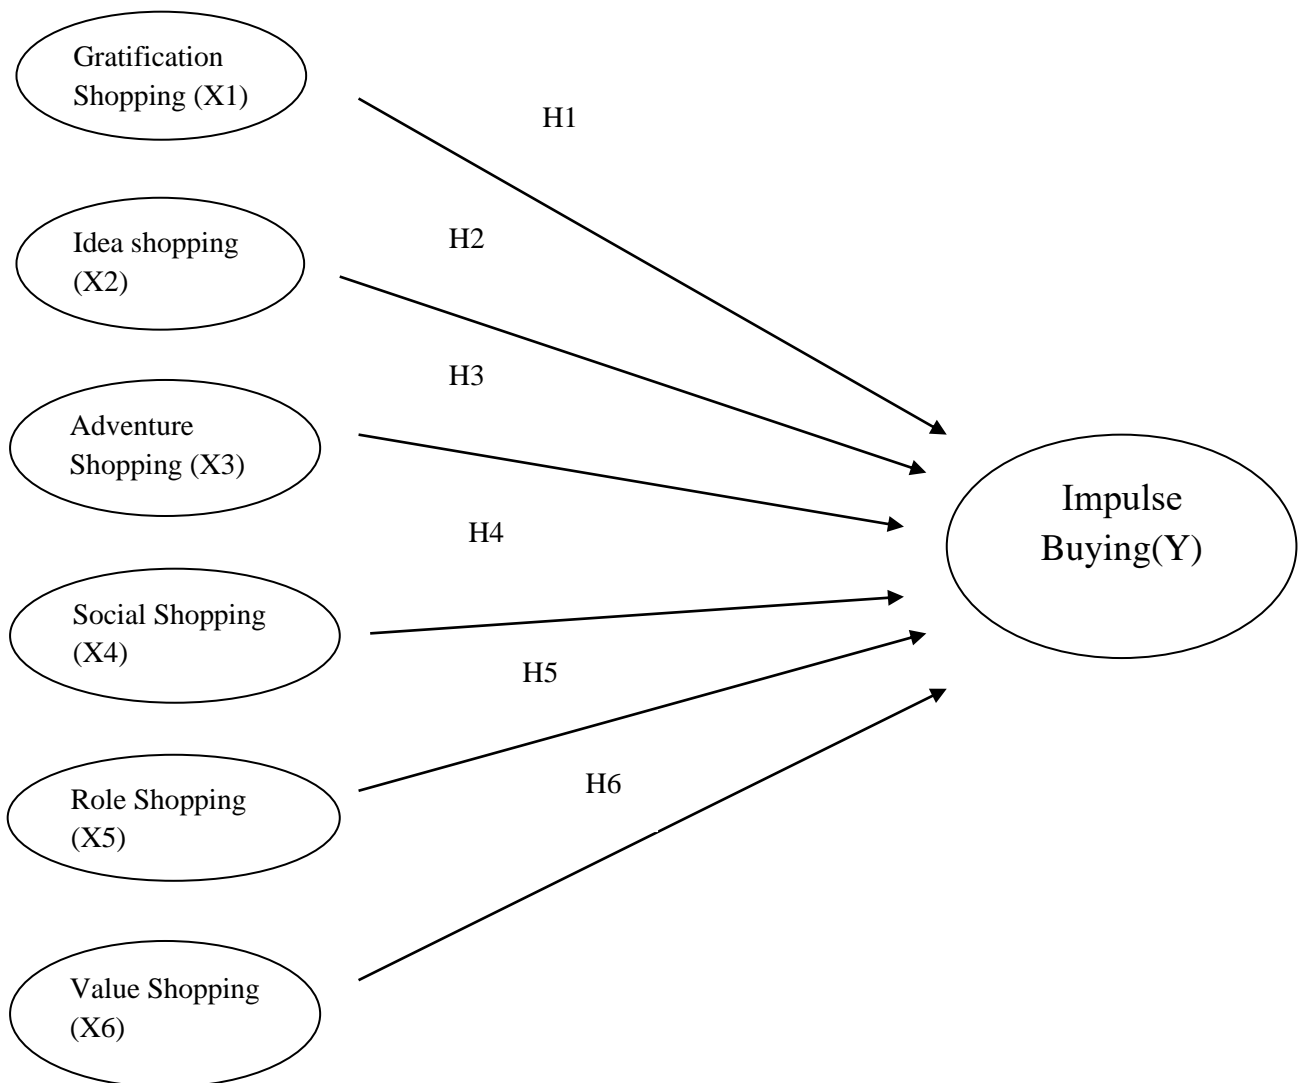 Gratification
Shopping (X1)
H1
Idea shopping
(X2)
H2
H3
Adventure
Shopping (X3)
H4
Impulse
Buying(Y)
Social Shopping
(X4)
H5
Role Shopping
(X5)
H6
Value Shopping
(X6)